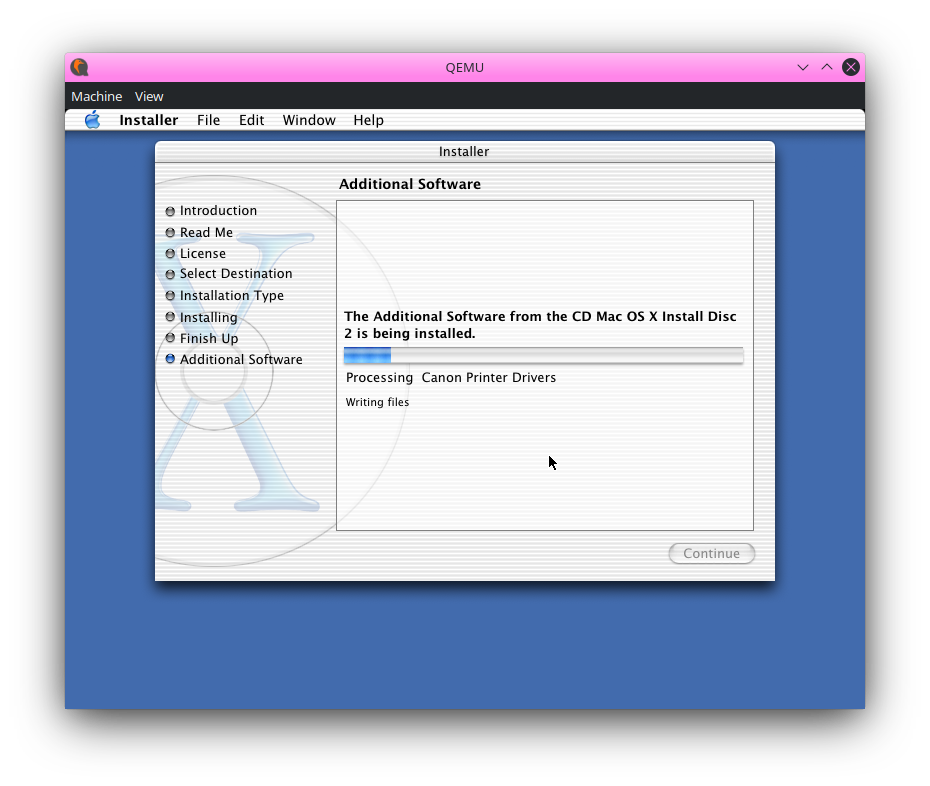 QEMU
Machine View
Installer File Edit Window Help
Installer
Additional Software
Introduction
Read Me
License
Select Destination
Installation Type
Installing
Finish Up
Additional Software
The Additional Software from the CD Mac OS X Install Disc
2 is being installed.
Processing Canon Printer Drivers
Writing files
Continue